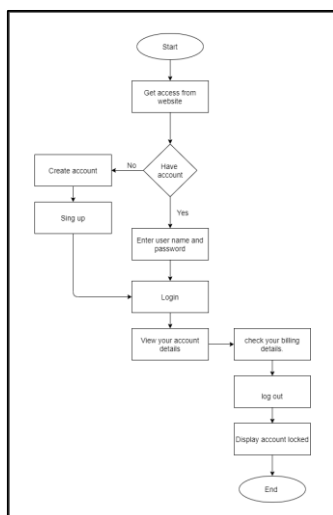 Start
Get access from
website
Have
account
No
Create account
Sing up
Yes
Enter user name and
password
Login
View your account
details
check your billing
details.
log out
Display account locked
End